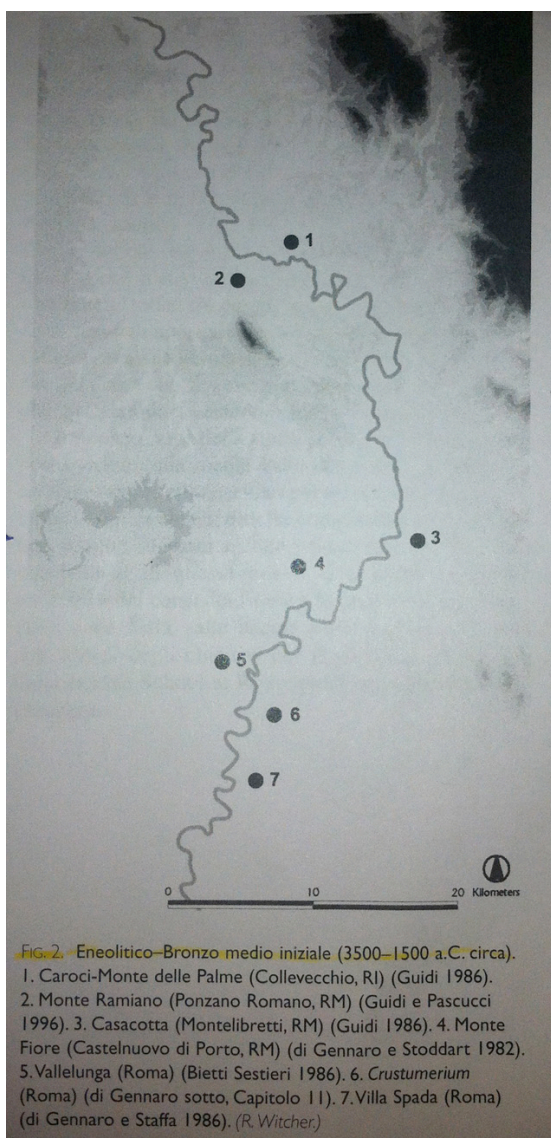 1
2
3
4
5
6
7
0 10 20 Kilometers
FIG. 2. Eneolitico–Bronzo medio iniziale (3500–1500 a.C. circa).
1. Caroci-Monte delle Palme (Collevecchio, RI) (Guidi 1986).
2. Monte Ramiano (Ponzano Romano, RM) (Guidi e Pascucci
1996). 3. Casacotta (Montelibretti, RM) (Guidi 1986). 4. Monte
Fiore (Castelnuovo di Porto, RM) (di Gennaro e Stoddart 1982).
5. Vallelunga (Roma) (Bietti Sestieri 1986). 6. Crustumerium
(Roma) (di Gennaro sotto, Capitolo 11). 7. Villa Spada (Roma)
(di Gennaro e Staffa 1986). (R. Witcher.)